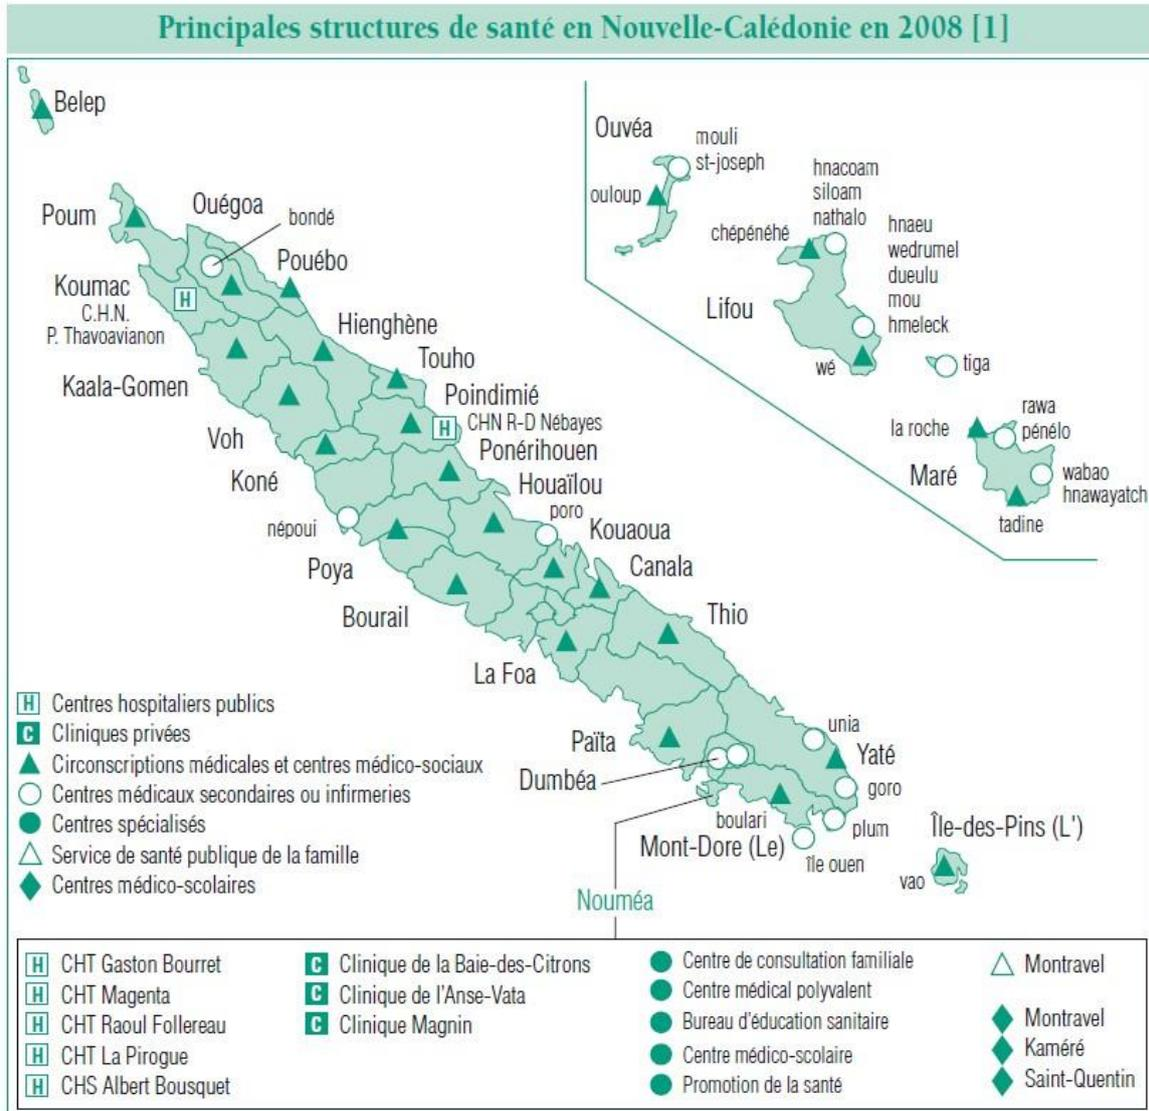 Principales structures de santé en Nouvelle-Calédonie en 2008 [1]
Belep
Poum
Ouégoa
bondé
Pouébo
Koumac
C.H.N.
P. Thavoavianon
Hienghène
Kaala-Gomen
Touho
Poindimié
H CHN R-D Nébayes
Voh
Ponérihouen
Koné
Houaïlou
poro
népoui
Kouaoua
Poya
Canala
Bourail
Thio
La Foa
Païta
Dumbéa
unia
Yaté
goro
boulari
plum
Mont-Dore (Le)
île ouen
Île-des-Pins (L')
vao
Nouméa
Ouvéa
mouli
st-joseph
ouloup
hnacoam
siloam
nathalo
chépénéhé
hnaeu
wedrumel
dueulu
mou
hmeleck
Lifou
wé
tiga
la roche
rawa
pénélo
Maré
wabao
hnawayatch
tadine
H
H Centres hospitaliers publics
C Cliniques privées
Circonscriptions médicales et centres médico-sociaux
Centres médicaux secondaires ou infirmeries
Centres spécialisés
Service de santé publique de la famille
Centres médico-scolaires
H CHT Gaston Bourret
H CHT Magenta
H CHT Raoul Follereau
H CHT La Pirogue
H CHS Albert Bousquet
C Clinique de la Baie-des-Citrons
C Clinique de l'Anse-Vata
C Clinique Magnin
Centre de consultation familiale
Centre médical polyvalent
Bureau d'éducation sanitaire
Centre médico-scolaire
Promotion de la santé
Montravel
Montravel
Kaméré
Saint-Quentin